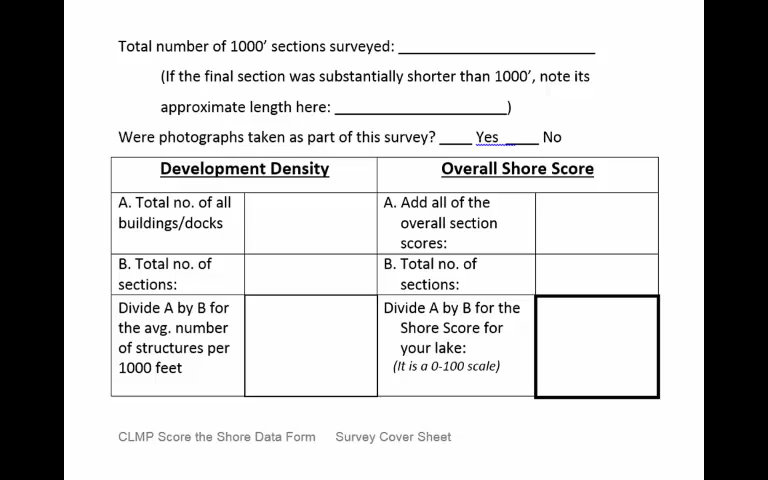 Total number of 1000’ sections surveyed: ____________________
(If the final section was substantially shorter than 1000’, note its
approximate length here: __________________)
Were photographs taken as part of this survey? ____ Yes ____ No
Development Density
Overall Shore Score
A. Total no. of all
buildings/docks
A. Add all of the
overall section
scores:
B. Total no. of
sections:
B. Total no. of
sections:
Divide A by B for
the avg. number
of structures per
1000 feet
Divide A by B for the
Shore Score for
your lake:
(It is a 0-100 scale)
CLMP Score the Shore Data Form Survey Cover Sheet